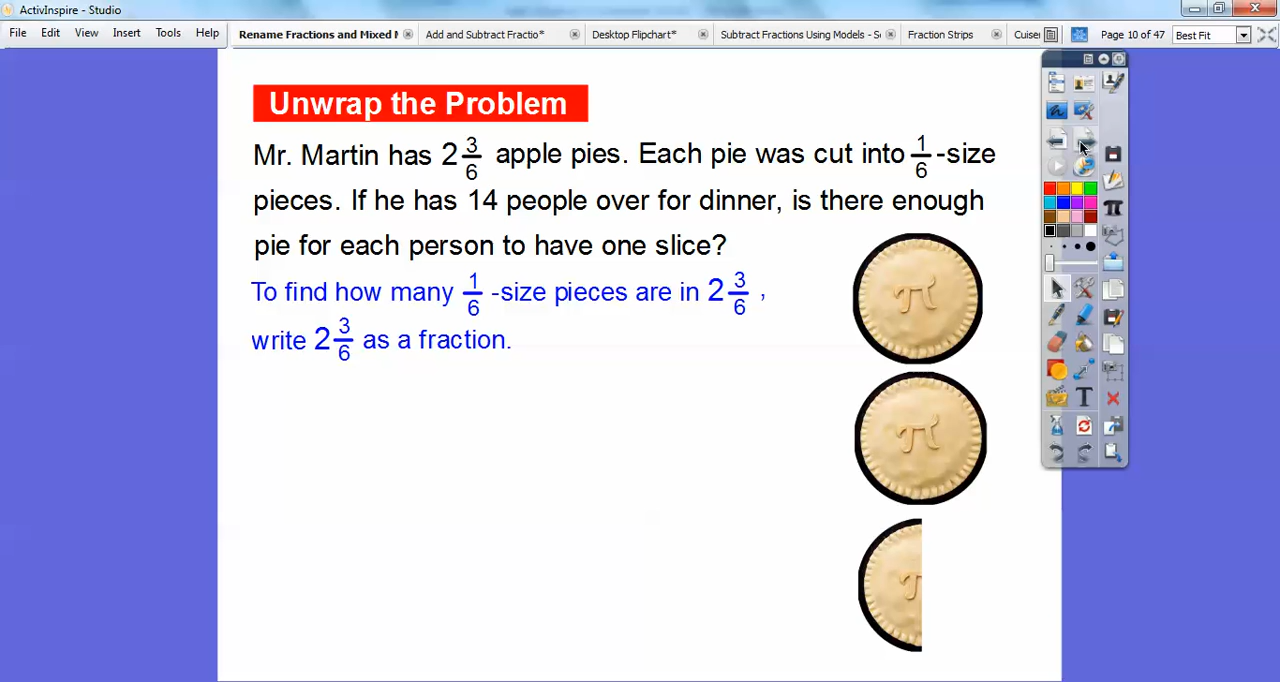 ActivInspire - Studio
File Edit View Insert Tools Help
Rename Fractions and Mixed N Add and Subtract Fractio* Desktop Flipchart* Subtract Fractions Using Models - S Fraction Strips Cuise Page 10 of 47 Best Fit
Unwrap the Problem
Mr. Martin has 2 3/6 apple pies. Each pie was cut into 1/6 -size
pieces. If he has 14 people over for dinner, is there enough
pie for each person to have one slice?
To find how many 1/6 -size pieces are in 2 3/6 ,
write 2 3/6 as a fraction.
π
π
π